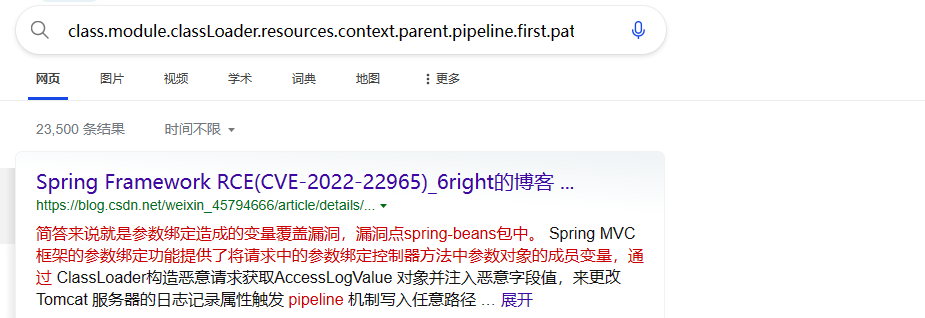 class.module.classLoader.resources.context.parent.pipeline.first.pat
网页 图片 视频 学术 词典 地图 更多
23,500 条结果 时间不限
Spring Framework RCE(CVE-2022-22965)_6right的博客 ...
https://blog.csdn.net/weixin_45794666/article/details/...
简答来说就是参数绑定造成的变量覆盖漏洞，漏洞点spring-beans包中。 Spring MVC
框架的参数绑定功能提供了将请求中的参数绑定控制器方法中参数对象的成员变量，通
过 ClassLoader构造恶意请求获取AccessLogValue 对象并注入恶意字段值，来更改
Tomcat 服务器的日志记录属性触发 pipeline 机制写入任意路径 … 展开